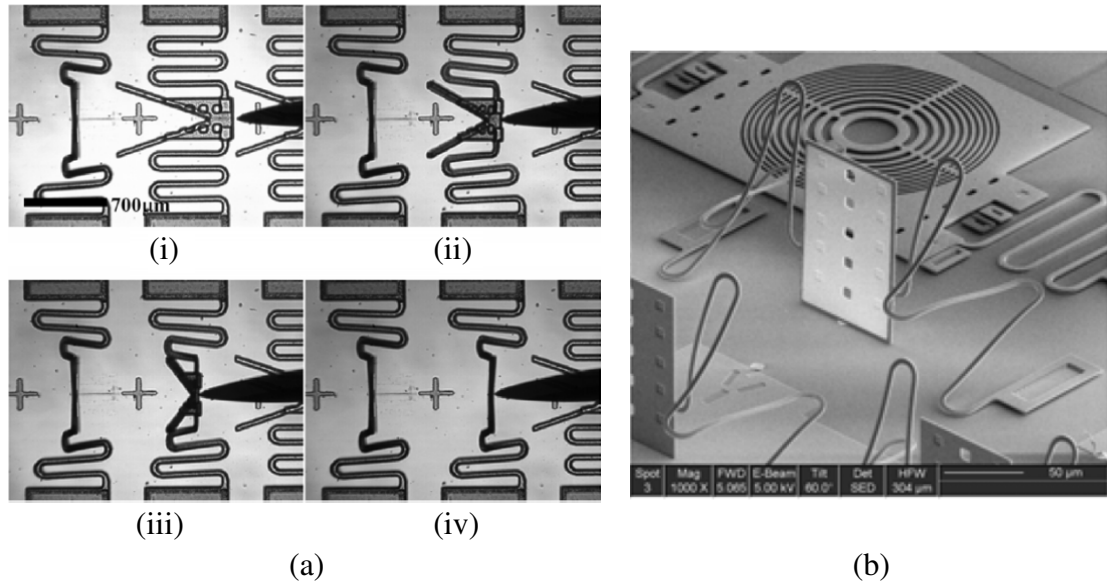 700μm
(i)
(ii)
(iii)
(iv)
(a)
Spot Mag FWD E-Beam Tilt Det HFW 50 μm
3 1000 X 5.065 5.00 kV 60.0° SED 304 μm
(b)